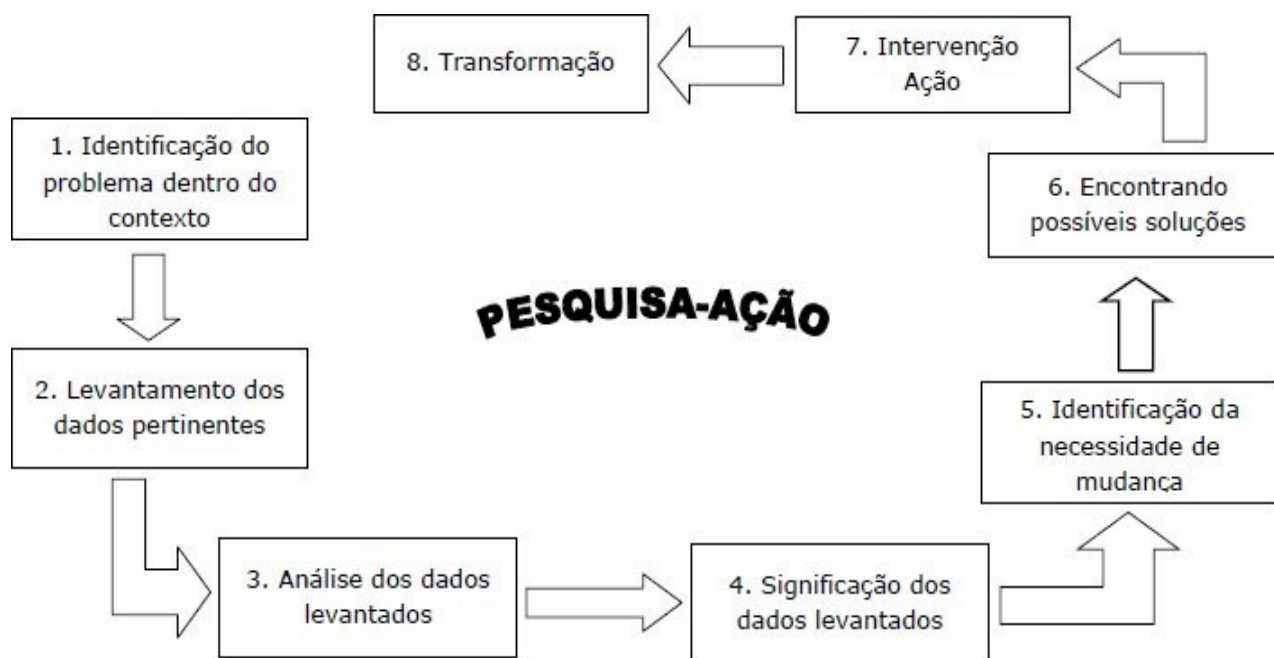 1. Identificação do
problema dentro do
contexto
2. Levantamento dos
dados pertinentes
3. Análise dos dados
levantados
4. Significação dos
dados levantados
5. Identificação da
necessidade de
mudança
6. Encontrando
possíveis soluções
7. Intervenção
Ação
8. Transformação
PESQUISA-AÇÃO